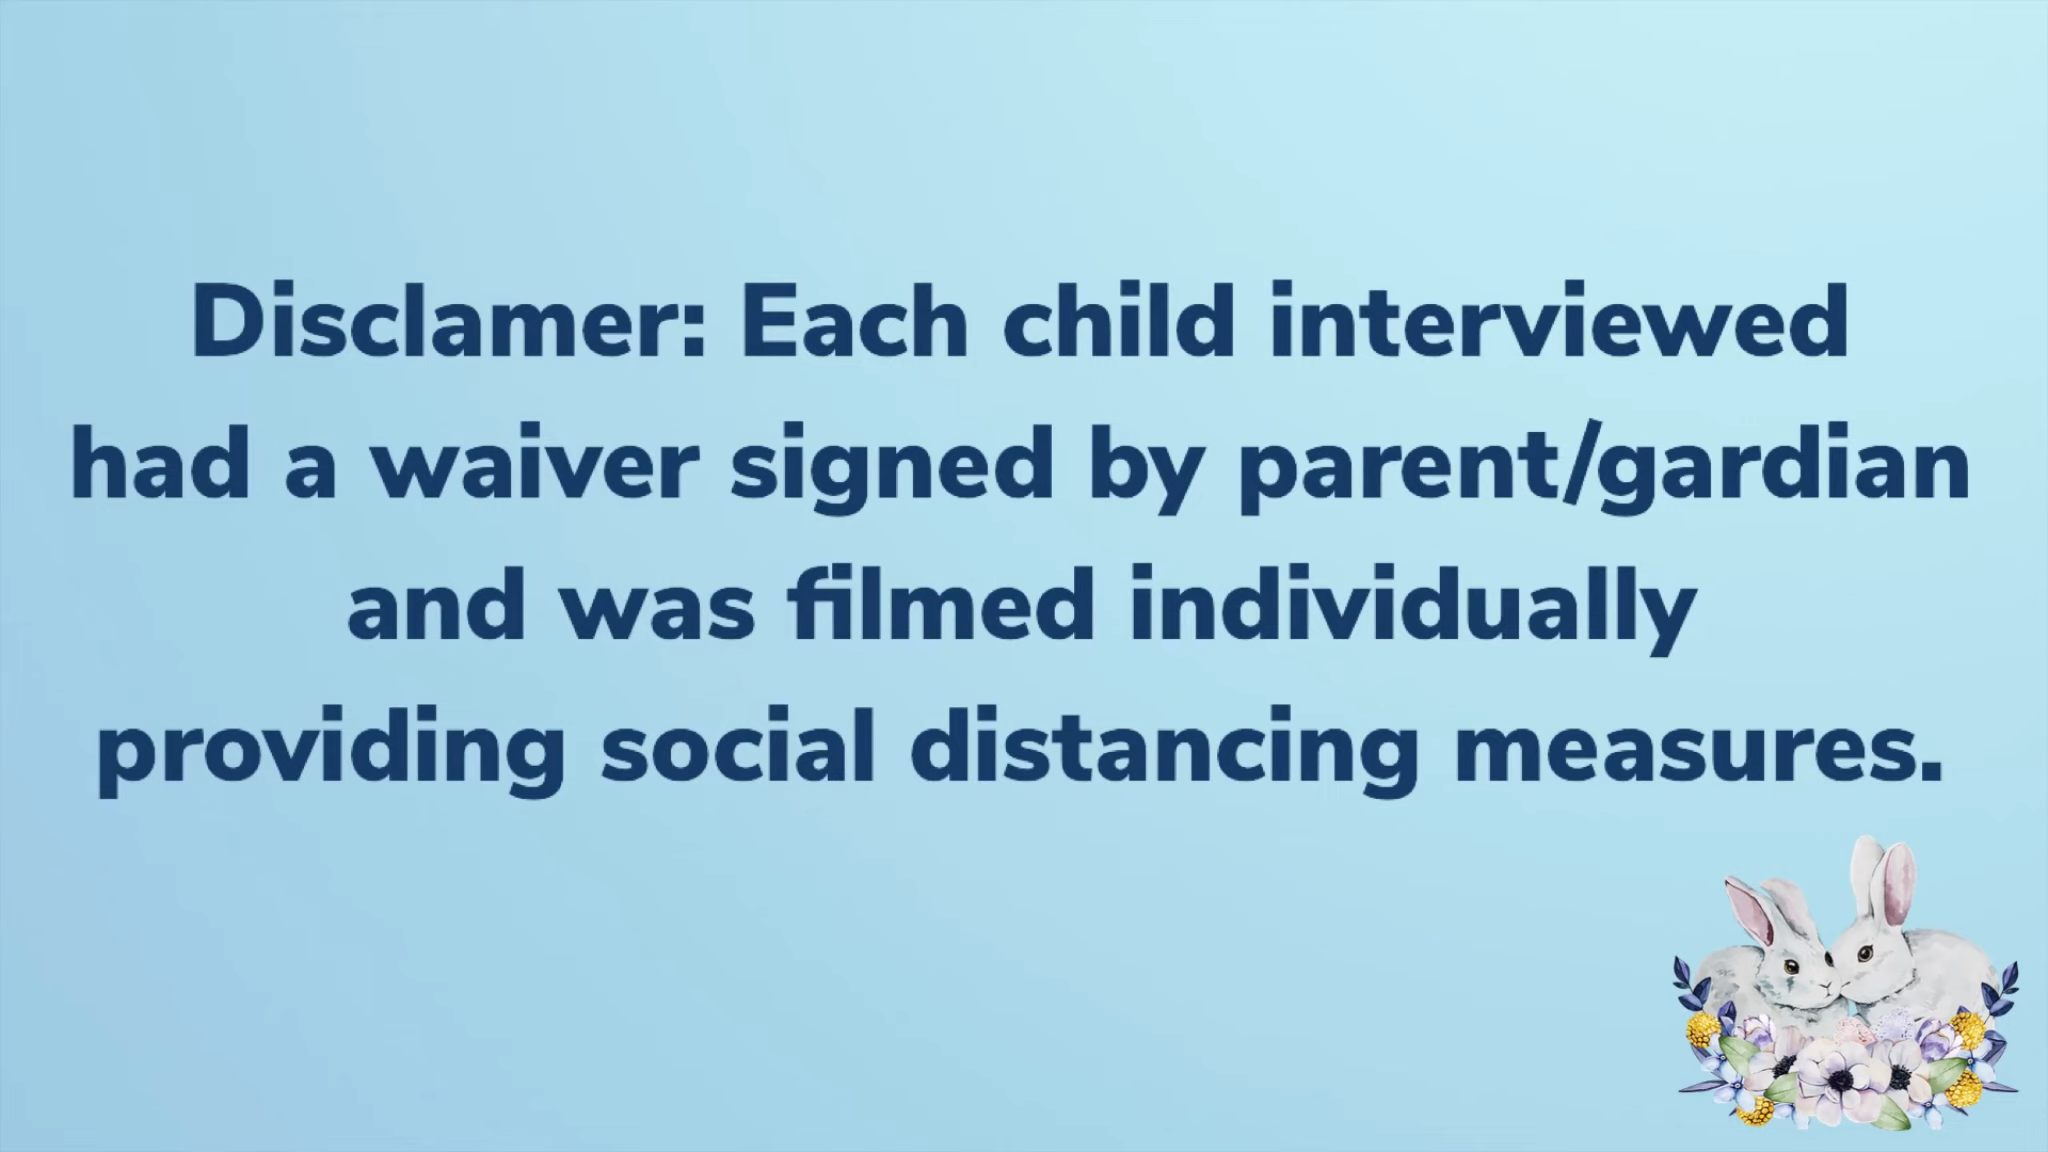 Disclamer: Each child interviewed
had a waiver signed by parent/gardian
and was filmed individually
providing social distancing measures.